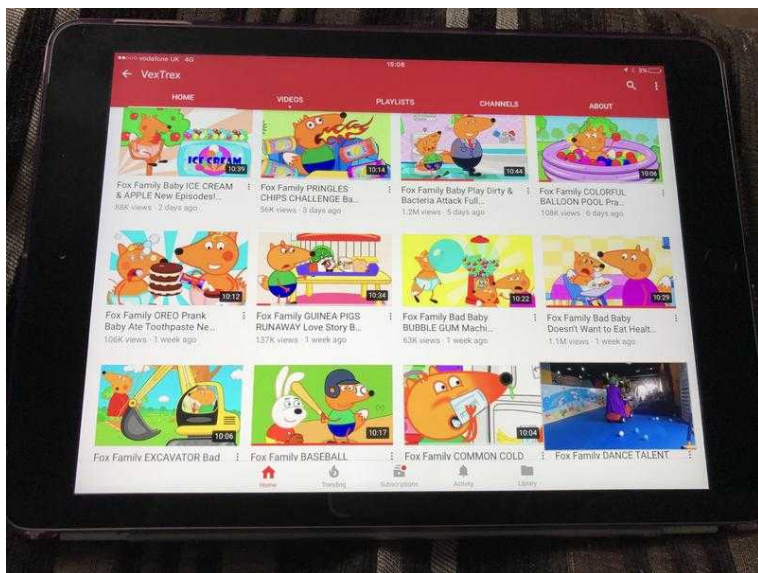 vodafone UK 4G
15:08
3%
VexTrex
HOME
VIDEOS
PLAYLISTS
CHANNELS
ABOUT
ICE CREAM
10:39
10:14
10:44
10:06
Fox Family Baby ICE CREAM
& APPLE New Episodes!...
88K views · 2 days ago
Fox Family PRINGLES
CHIPS CHALLENGE Ba...
56K views · 3 days ago
Fox Family Baby Play Dirty &
Bacteria Attack Full...
1.2M views · 5 days ago
Fox Family COLORFUL
BALLOON POOL Pra...
108K views · 6 days ago
10:12
10:34
10:22
10:29
Fox Family OREO Prank
Baby Ate Toothpaste Ne...
106K views · 1 week ago
Fox Family GUINEA PIGS
RUNAWAY Love Story B...
137K views · 1 week ago
Fox Family Bad Baby
BUBBLE GUM Machi...
63K views · 1 week ago
Fox Family Bad Baby
Doesn't Want to Eat Healt...
1.1M views · 1 week ago
10:06
10:17
10:04
Fox Family EXCAVATOR Bad
Fox Family BASEBALL
Fox Family COMMON COLD
Fox Family DANCE TALENT
Home
Trending
Subscriptions
Activity
Library